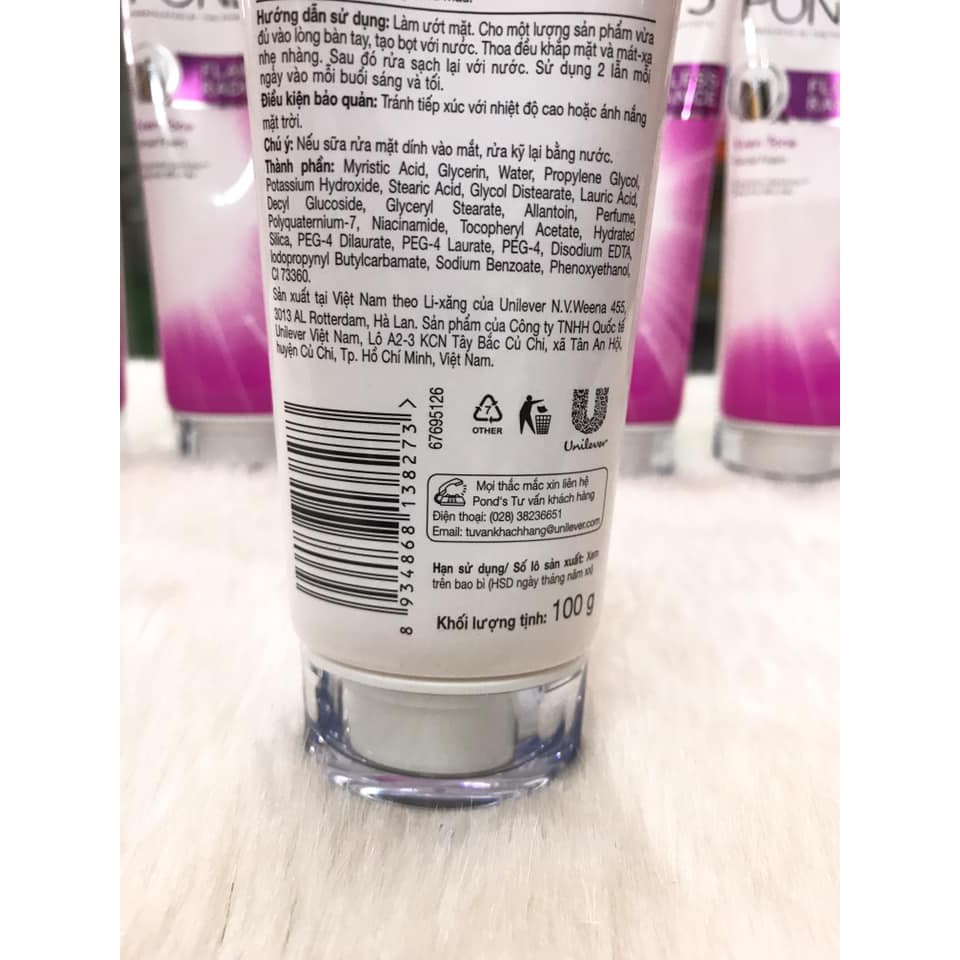 POND
Hướng dẫn sử dụng: Làm ướt mặt. Cho một lượng sản phẩm vừa
đủ vào lòng bàn tay, tạo bọt với nước. Thoa đều khắp mặt và mát-xa
nhẹ nhàng. Sau đó rửa sạch lại với nước. Sử dụng 2 lần mỗi
ngày vào mỗi buổi sáng và tối.
Điều kiện bảo quản: Tránh tiếp xúc với nhiệt độ cao hoặc ánh nắng
mặt trời.
Chú ý: Nếu sữa rửa mặt dính vào mắt, rửa kỹ lại bằng nước.
Thành phần: Myristic Acid, Glycerin, Water, Propylene Glycol,
Potassium Hydroxide, Stearic Acid, Glycol Distearate, Lauric Acid,
Decyl Glucoside, Glyceryl Stearate, Allantoin, Perfume,
Polyquaternium-7, Niacinamide, Tocopheryl Acetate, Hydrated
Silica, PEG-4 Dilaurate, PEG-4 Laurate, PEG-4, Disodium EDTA,
Iodopropynyl Butylcarbamate, Sodium Benzoate, Phenoxyethanol,
CI 73360.
Sản xuất tại Việt Nam theo Li-xăng của Unilever N.V.Weena 455,
3013 AL Rotterdam, Hà Lan. Sản phẩm của Công ty TNHH Quốc tế
Unilever Việt Nam, Lô A2-3 KCN Tây Bắc Củ Chi, xã Tân An Hội,
huyện Củ Chi, Tp. Hồ Chí Minh, Việt Nam.
8 934868 138273 >
67695126
7
OTHER
Unilever
Mọi thắc mắc xin liên hệ
Pond's Tư vấn khách hàng
Điện thoại: (028) 38236651
Email: tuvankhachhang@unilever.com
Hạn sử dụng/ Số lô sản xuất: Xem
trên bao bì (HSD ngày tháng năm xx)
Khối lượng tịnh: 100 g